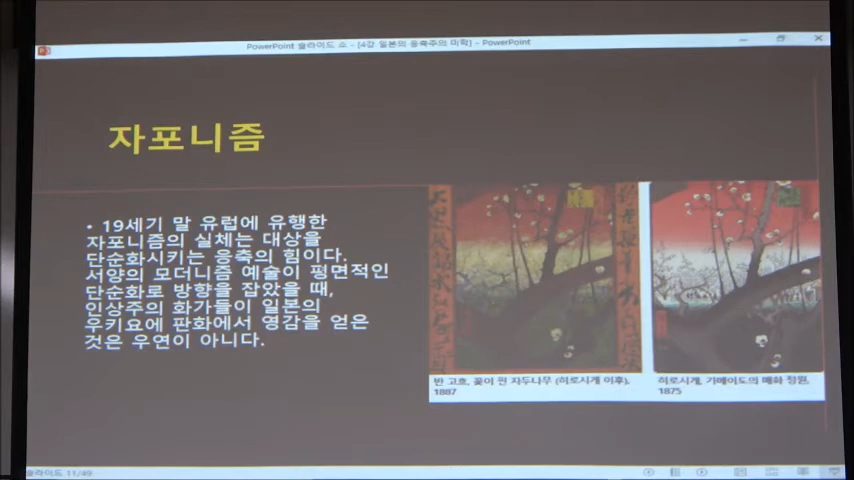 PowerPoint 슬라이드 쇼 - [4강 일본의 응축주의 미학] - PowerPoint
자포니즘
• 19세기 말 유럽에 유행한
자포니즘의 실체는 대상을
단순화시키는 응축의 힘이다.
서양의 모더니즘 예술이 평면적인
단순화로 방향을 잡았을 때,
인상주의 화가들이 일본의
우키요에 판화에서 영감을 얻은
것은 우연이 아니다.
반 고흐, 꽃이 핀 자두나무 (히로시게 이후),
1887
히로시게, 가메이도의 매화 정원,
1875
슬라이드 11/49